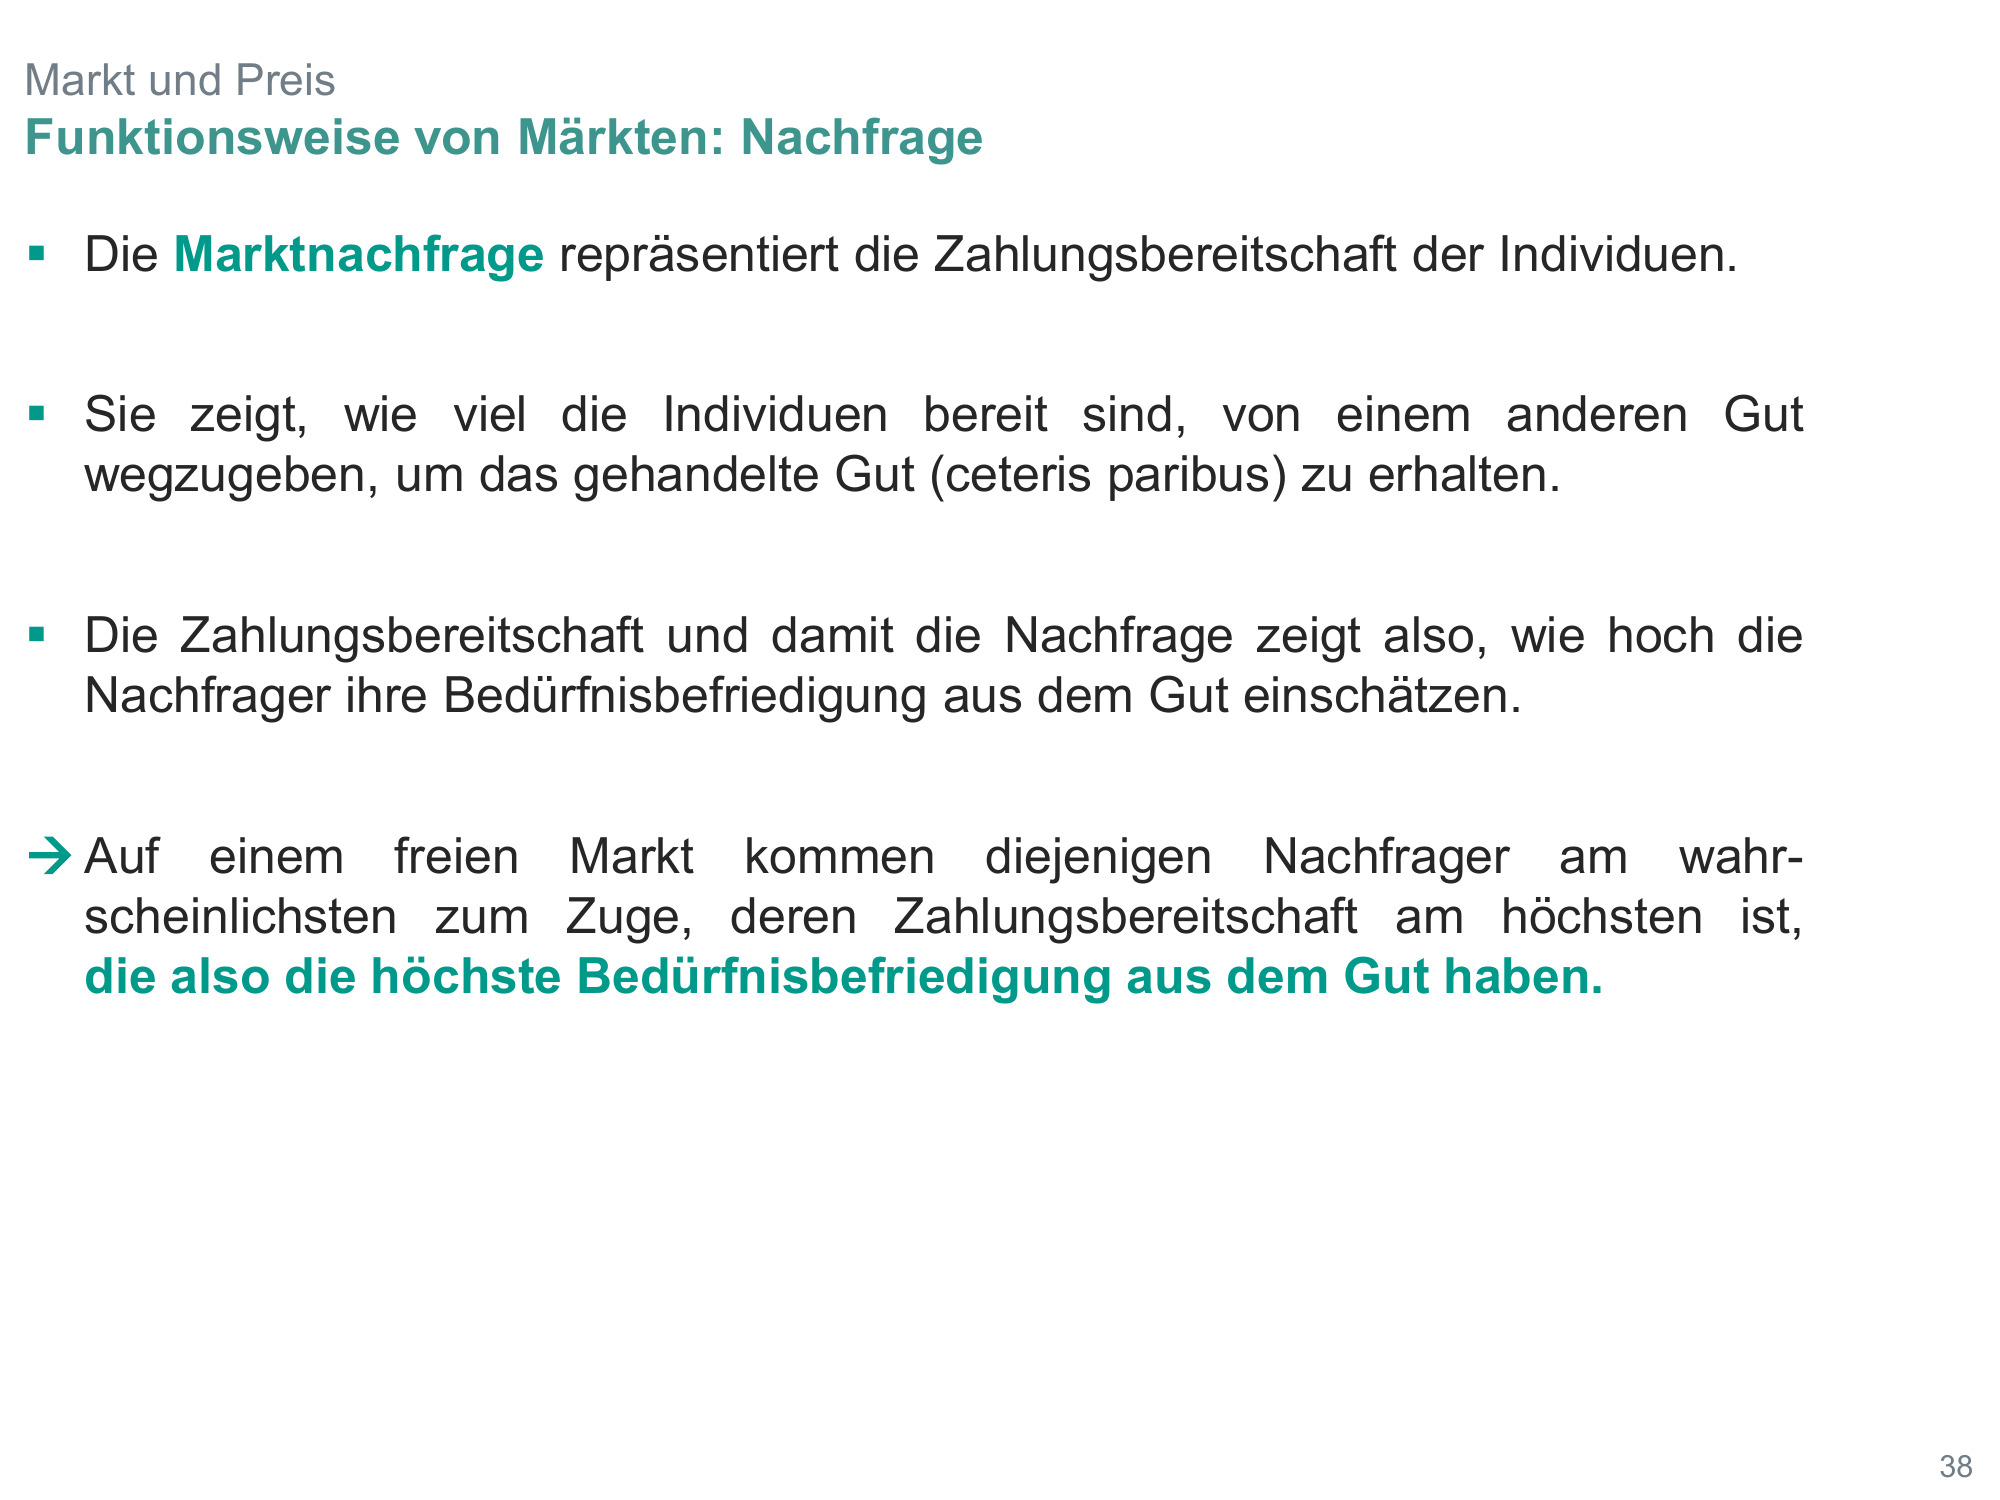 Markt und Preis
Funktionsweise von Märkten: Nachfrage
▪ Die Marktnachfrage repräsentiert die Zahlungsbereitschaft der Individuen.
▪ Sie zeigt, wie viel die Individuen bereit sind, von einem anderen Gut
wegzugeben, um das gehandelte Gut (ceteris paribus) zu erhalten.
▪ Die Zahlungsbereitschaft und damit die Nachfrage zeigt also, wie hoch die
Nachfrager ihre Bedürfnisbefriedigung aus dem Gut einschätzen.
→ Auf einem freien Markt kommen diejenigen Nachfrager am wahr-
scheinlichsten zum Zuge, deren Zahlungsbereitschaft am höchsten ist,
die also die höchste Bedürfnisbefriedigung aus dem Gut haben.
38